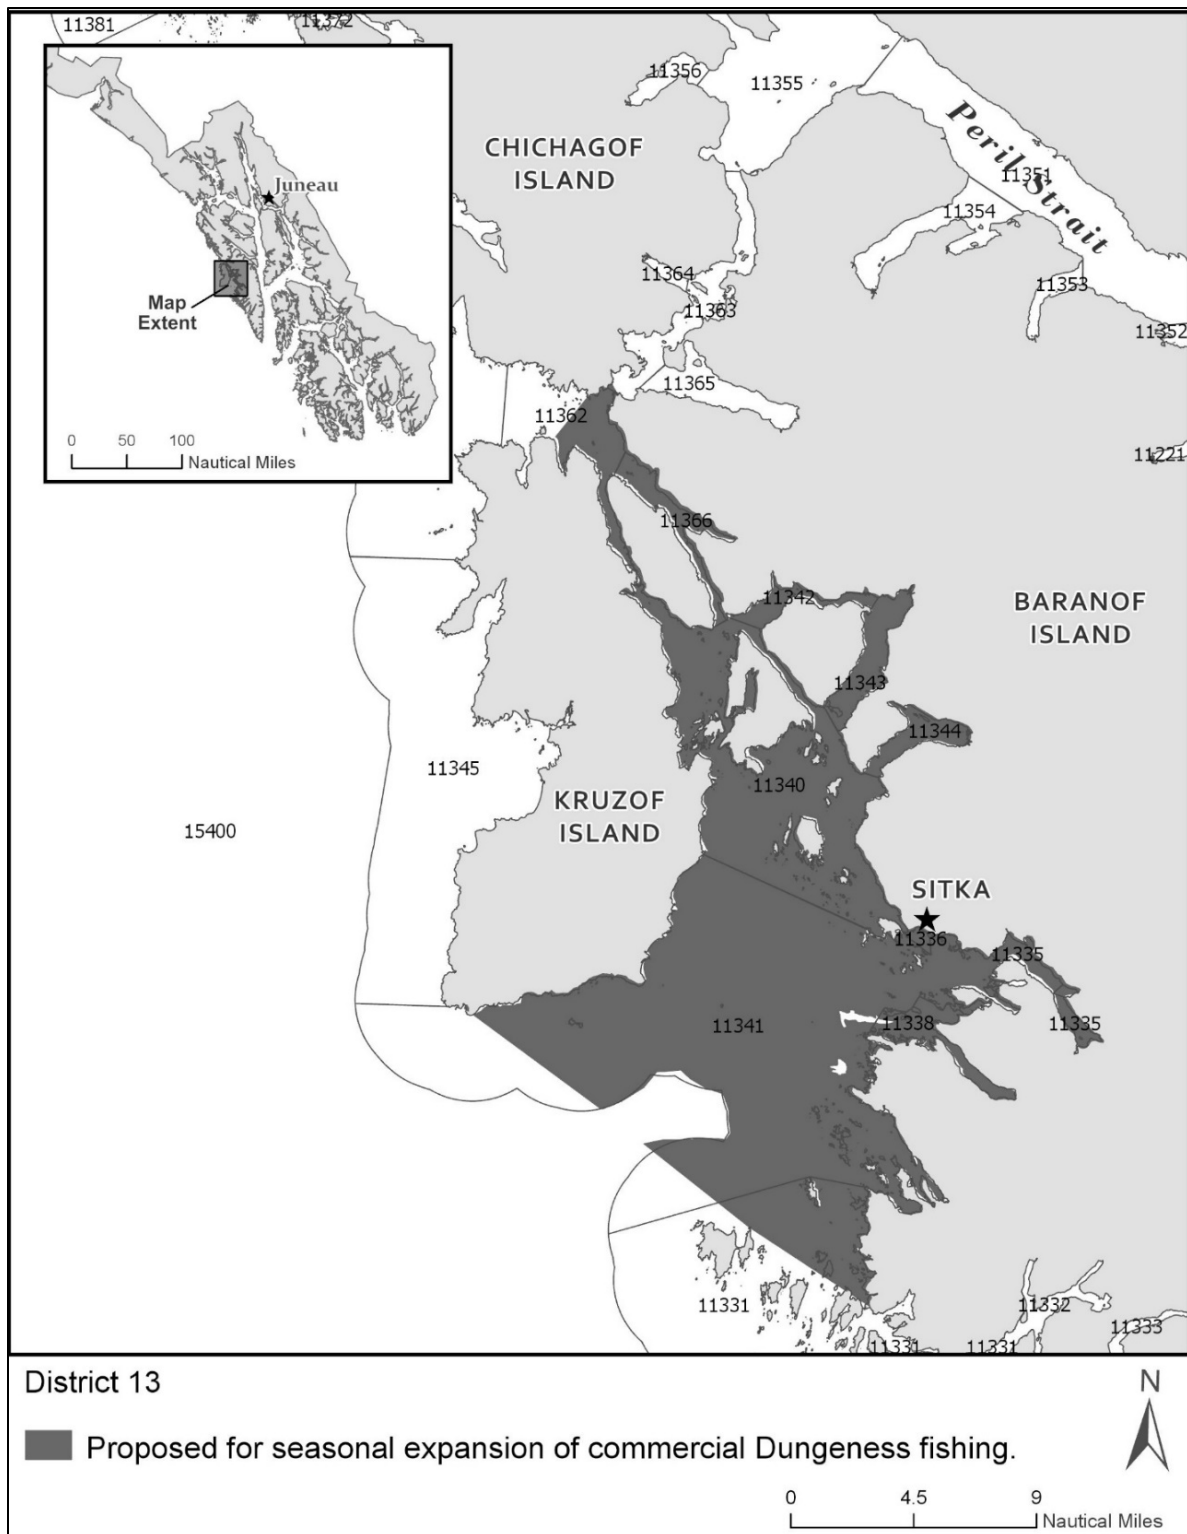 11381
11372
11356
11355
CHICHAGOF
ISLAND
Peril Strait
11351
11354
11364
11353
11363
11352
11365
11362
11221
11366
11342
BARANOF
ISLAND
11343
11344
11345
11340
KRUZOF
ISLAND
15400
SITKA
11336
11335
11341
11338
11335
11331
11332
11333
11331
11331
Juneau
Map
Extent
0 50 100
Nautical Miles
District 13
N
Proposed for seasonal expansion of commercial Dungeness fishing.
0 4.5 9
Nautical Miles